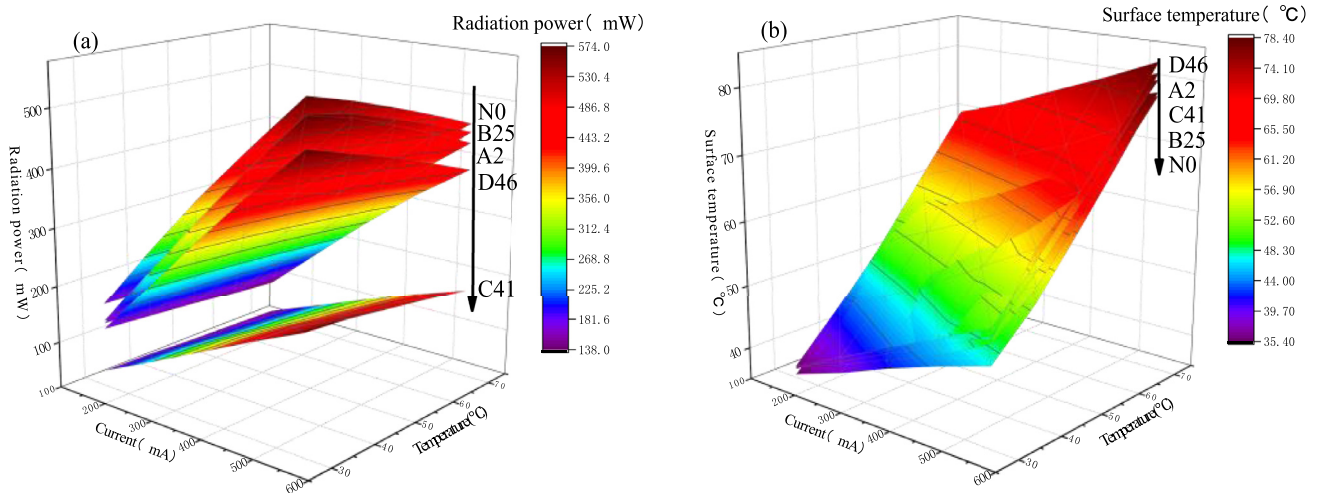 (a)
Radiation power( mW)
574.0
530.4
486.8
443.2
399.6
356.0
312.4
268.8
225.2
181.6
138.0
N0
B25
A2
D46
C41
Radiation power( mW)
500
400
300
200
100
100
200
300
400
500
600
Current( mA)
30
40
50
60
70
Temperature(℃)
(b)
Surface temperature( ℃)
78.40
74.10
69.80
65.50
61.20
56.90
52.60
48.30
44.00
39.70
35.40
D46
A2
C41
B25
N0
Surface temperature( ℃)
80
70
60
50
40
100
200
300
400
500
600
Current( mA)
30
40
50
60
70
Temperature(℃)